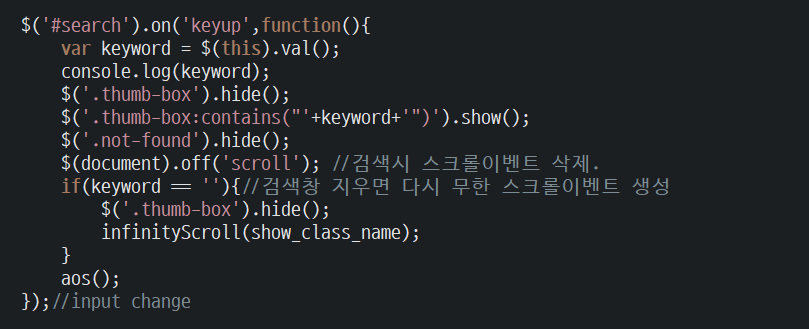 $('#search').on('keyup',function(){
    var keyword = $(this).val();
    console.log(keyword);
    $('.thumb-box').hide();
    $('.thumb-box:contains("'+keyword+'")').show();
    $('.not-found').hide();
    $(document).off('scroll'); //검색시 스크롤이벤트 삭제.
    if(keyword == ''){//검색창 지우면 다시 무한 스크롤이벤트 생성
        $('.thumb-box').hide();
        infinityScroll(show_class_name);
    }
    aos();
});//input change